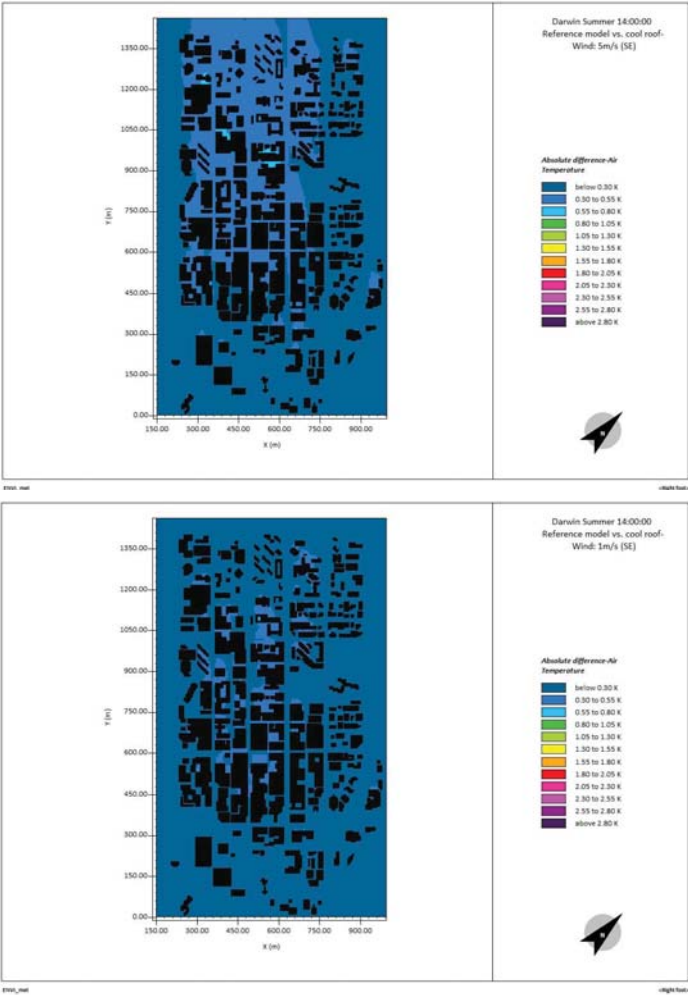 Darwin Summer 14:00:00
Reference model vs. cool roof-
Wind: 5m/s (SE)
1350.00
1200.00
1050.00
900.00
750.00
600.00
450.00
300.00
150.00
0.00
Y (m)
150.00 300.00 450.00 600.00 750.00 900.00
X (m)
Absolute difference-Air
Temperature
below 0.30 K
0.30 to 0.55 K
0.55 to 0.80 K
0.80 to 1.05 K
1.05 to 1.30 K
1.30 to 1.55 K
1.55 to 1.80 K
1.80 to 2.05 K
2.05 to 2.30 K
2.30 to 2.55 K
2.55 to 2.80 K
above 2.80 K
N
ENVI_met
<Right foot>
Darwin Summer 14:00:00
Reference model vs. cool roof-
Wind: 1m/s (SE)
1350.00
1200.00
1050.00
900.00
750.00
600.00
450.00
300.00
150.00
0.00
Y (m)
150.00 300.00 450.00 600.00 750.00 900.00
X (m)
Absolute difference-Air
Temperature
below 0.30 K
0.30 to 0.55 K
0.55 to 0.80 K
0.80 to 1.05 K
1.05 to 1.30 K
1.30 to 1.55 K
1.55 to 1.80 K
1.80 to 2.05 K
2.05 to 2.30 K
2.30 to 2.55 K
2.55 to 2.80 K
above 2.80 K
N
ENVI_met
<Right foot>